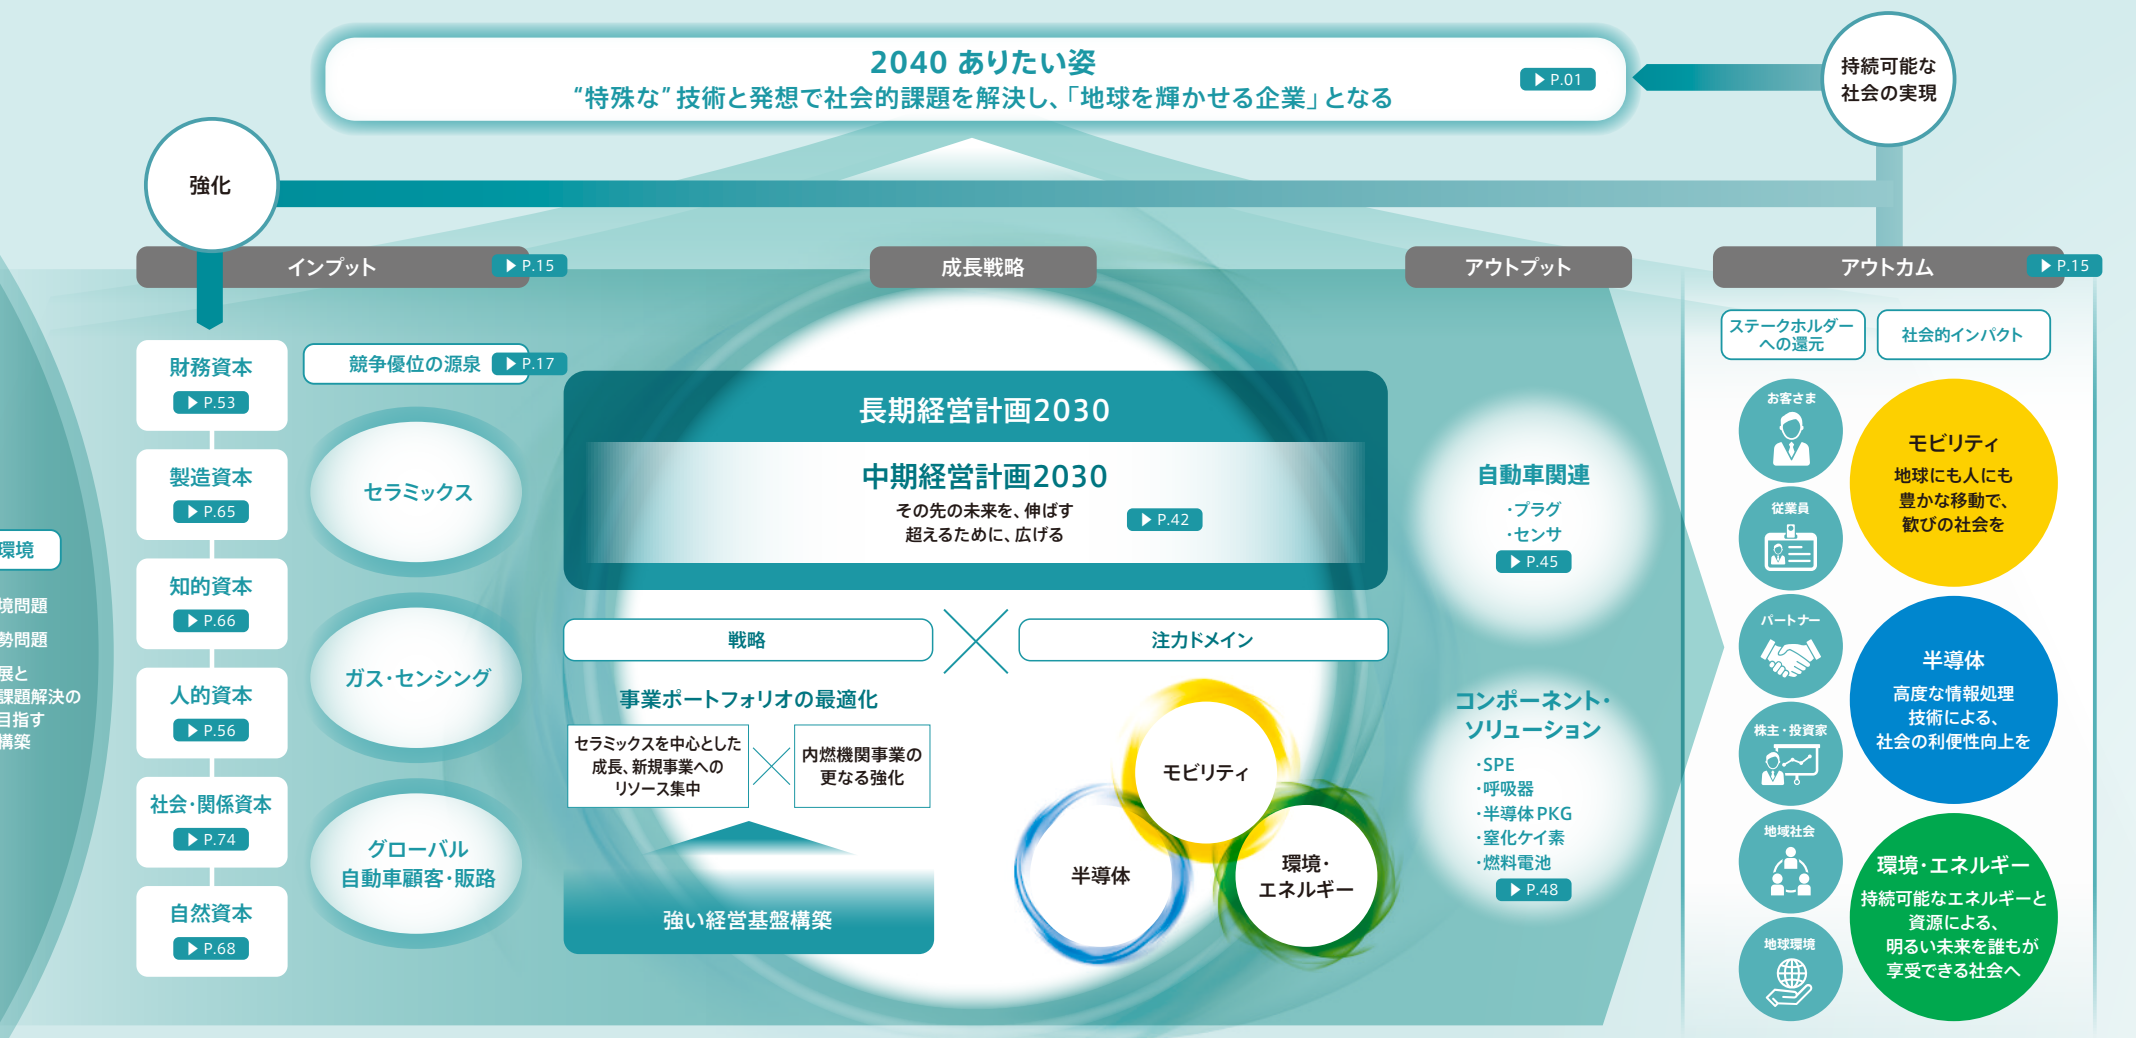 2040 ありたい姿
“特殊な”技術と発想で社会的課題を解決し、「地球を輝かせる企業」となる
▶P.01
持続可能な
社会の実現
強化
インプット
▶P.15
成長戦略
アウトプット
アウトカム
▶P.15
環境
境問題
勢問題
展と
課題解決の
目指す
構築
財務資本
▶P.53
製造資本
▶P.65
知的資本
▶P.66
人的資本
▶P.56
社会・関係資本
▶P.74
自然資本
▶P.68
競争優位の源泉
▶P.17
セラミックス
ガス・センシング
グローバル
自動車顧客・販路
長期経営計画2030
中期経営計画2030
その先の未来を、伸ばす
超えるために、広げる
▶P.42
戦略
注力ドメイン
事業ポートフォリオの最適化
セラミックスを中心とした
成長、新規事業への
リソース集中
内燃機関事業の
更なる強化
強い経営基盤構築
モビリティ
半導体
環境・
エネルギー
自動車関連
・プラグ
・センサ
▶P.45
コンポーネント・
ソリューション
・SPE
・呼吸器
・半導体PKG
・窒化ケイ素
・燃料電池
▶P.48
ステークホルダー
への還元
社会的インパクト
お客さま
従業員
パートナー
株主・投資家
地域社会
地球環境
モビリティ
地球にも人にも
豊かな移動で、
歓びの社会を
半導体
高度な情報処理
技術による、
社会の利便性向上を
環境・エネルギー
持続可能なエネルギーと
資源による、
明るい未来を誰もが
享受できる社会へ